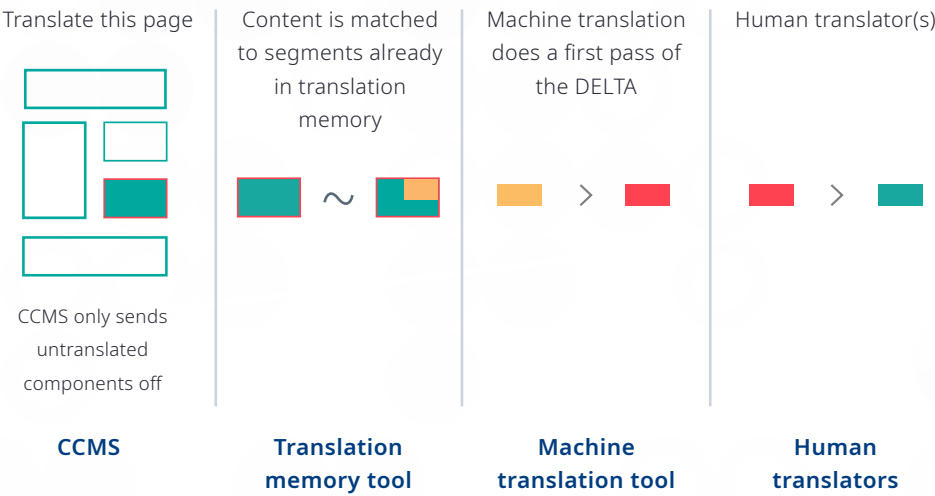 Translate this page
CCMS only sends
untranslated
components off
CCMS
Content is matched
to segments already
in translation
memory
Translation
memory tool
Machine translation
does a first pass of
the DELTA
Machine
translation tool
Human translator(s)
Human
translators